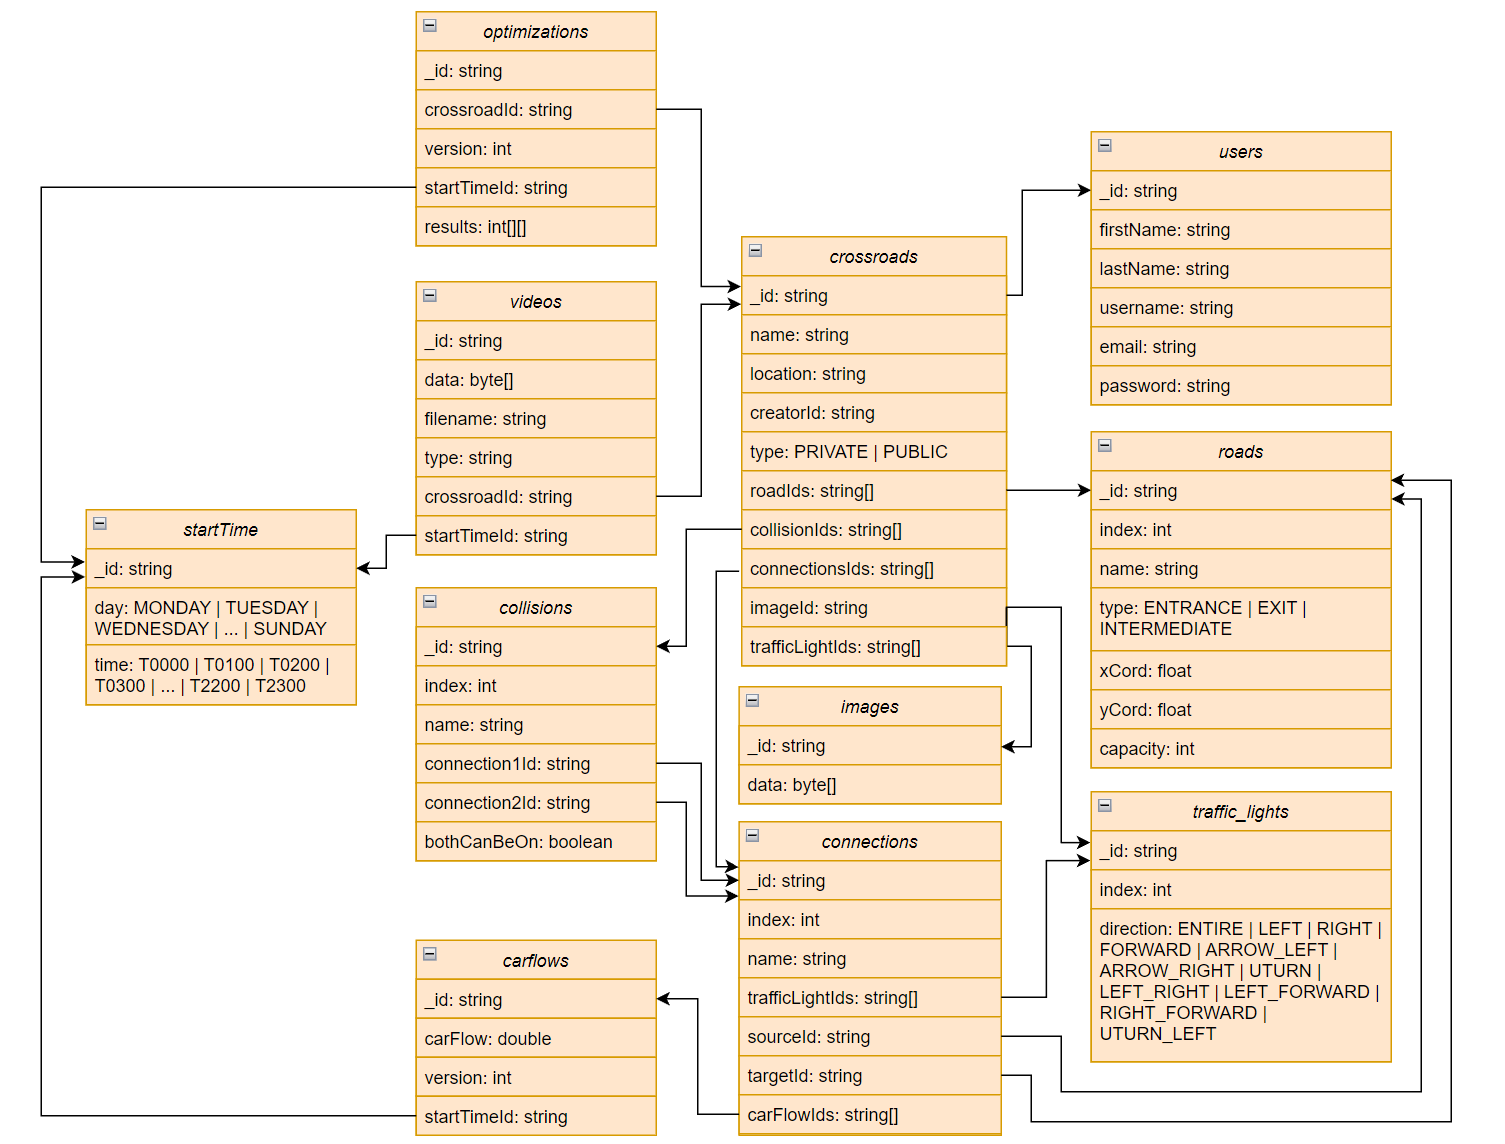 optimizations
_id: string
crossroadId: string
version: int
startTimeId: string
results: int[][]
videos
_id: string
data: byte[]
filename: string
type: string
crossroadId: string
startTimeId: string
startTime
_id: string
day: MONDAY | TUESDAY |
WEDNESDAY | ... | SUNDAY
time: T0000 | T0100 | T0200 |
T0300 | ... | T2200 | T2300
collisions
_id: string
index: int
name: string
connection1Id: string
connection2Id: string
bothCanBeOn: boolean
carflows
_id: string
carFlow: double
version: int
startTimeId: string
crossroads
_id: string
name: string
location: string
creatorId: string
type: PRIVATE | PUBLIC
roadIds: string[]
collisionIds: string[]
connectionsIds: string[]
imageId: string
trafficLightIds: string[]
images
_id: string
data: byte[]
connections
_id: string
index: int
name: string
trafficLightIds: string[]
sourceId: string
targetId: string
carFlowIds: string[]
users
_id: string
firstName: string
lastName: string
username: string
email: string
password: string
roads
_id: string
index: int
name: string
type: ENTRANCE | EXIT |
INTERMEDIATE
xCord: float
yCord: float
capacity: int
traffic_lights
_id: string
index: int
direction: ENTIRE | LEFT | RIGHT |
FORWARD | ARROW_LEFT |
ARROW_RIGHT | UTURN |
LEFT_RIGHT | LEFT_FORWARD |
RIGHT_FORWARD |
UTURN_LEFT